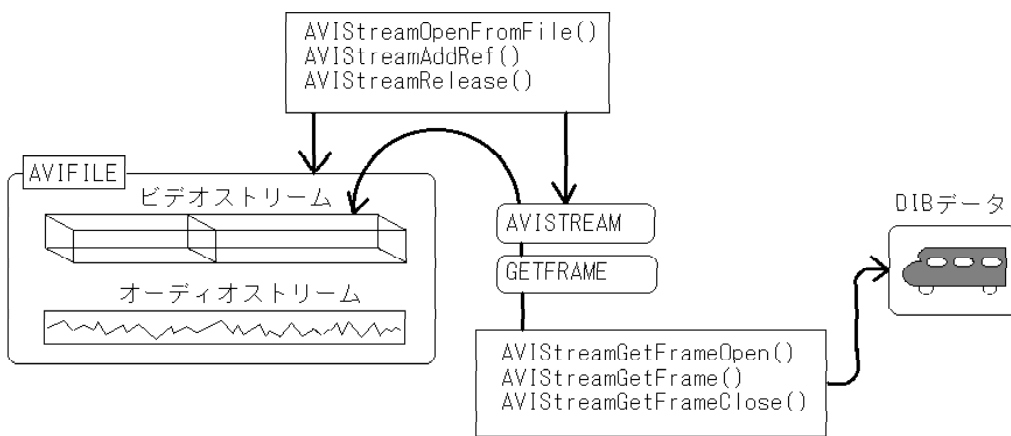 AVIStreamOpenFromFile()
AVIStreamAddRef()
AVIStreamRelease()
AVIFILE
ビデオストリーム
オーディオストリーム
AVISTREAM
GETFRAME
DIBデータ
AVIStreamGetFrameOpen()
AVIStreamGetFrame()
AVIStreamGetFrameClose()